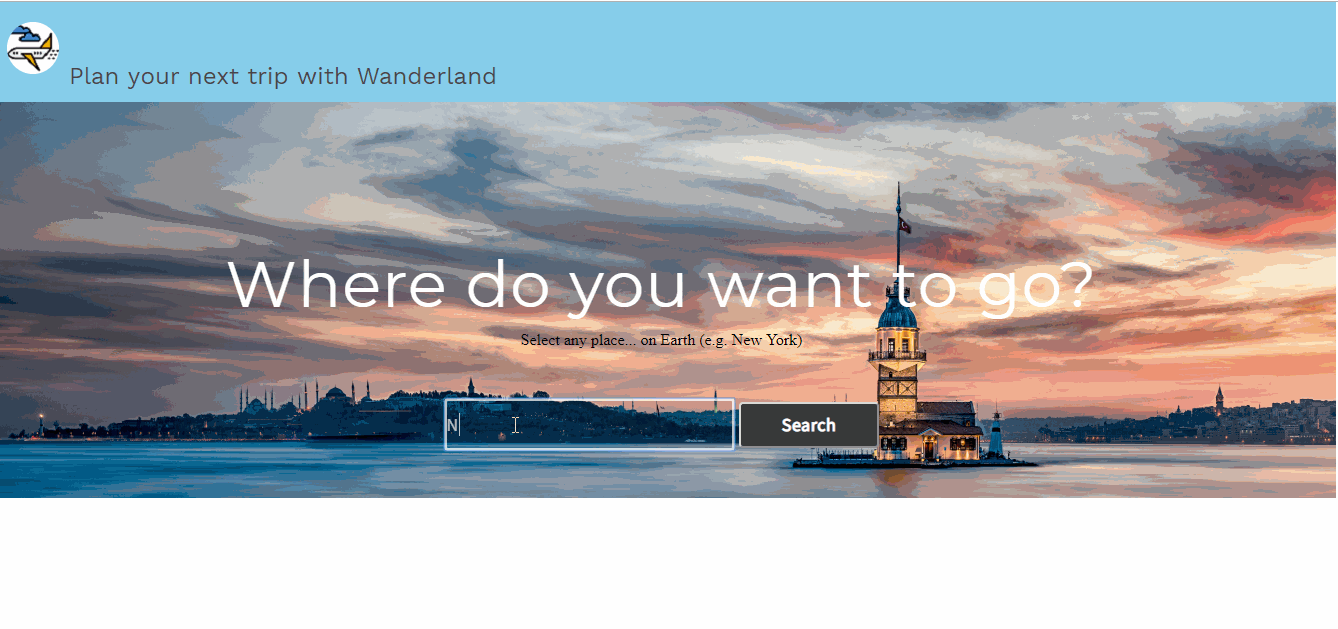 Plan your next trip with Wanderland
Where do you want to go?
Select any place... on Earth (e.g. New York)
N
Search